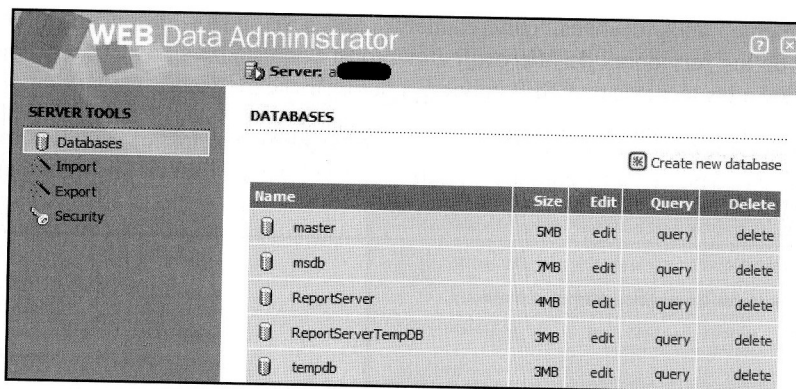 WEB Data Administrator
Server: a
SERVER TOOLS
Databases
Import
Export
Security
DATABASES
Create new database
Name Size Edit Query Delete
master 5MB edit query delete
msdb 7MB edit query delete
ReportServer 4MB edit query delete
ReportServerTempDB 3MB edit query delete
tempdb 3MB edit query delete